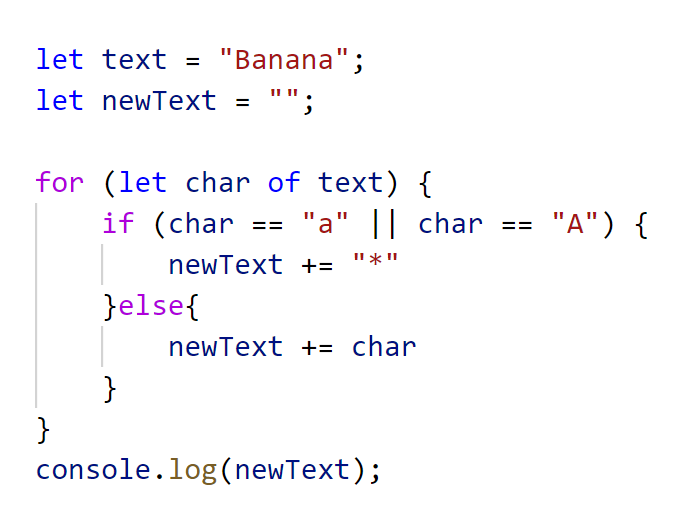 let text = "Banana";
let newText = "";

for (let char of text) {
    if (char == "a" || char == "A") {
        newText += "*"
    }else{
        newText += char
    }
}
console.log(newText);